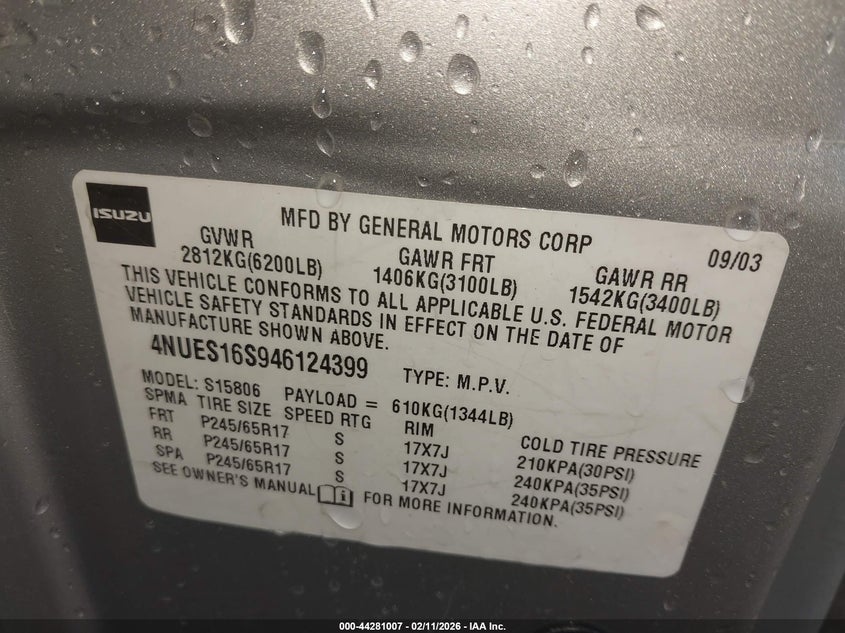 ISUZU
MFD BY GENERAL MOTORS CORP 09/03
GVWR GAWR FRT GAWR RR
2812KG(6200LB) 1406KG(3100LB) 1542KG(3400LB)
THIS VEHICLE CONFORMS TO ALL APPLICABLE U.S. FEDERAL MOTOR
VEHICLE SAFETY STANDARDS IN EFFECT ON THE DATE OF
MANUFACTURE SHOWN ABOVE.
4NUES16S946124399 TYPE: M.P.V.
MODEL: S15806 PAYLOAD = 610KG(1344LB)
SPMA TIRE SIZE SPEED RTG RIM COLD TIRE PRESSURE
FRT P245/65R17 S 17X7J 210KPA(30PSI)
RR P245/65R17 S 17X7J 240KPA(35PSI)
SPA P245/65R17 S 17X7J 240KPA(35PSI)
SEE OWNER'S MANUAL i FOR MORE INFORMATION.
000-44281007 - 02/11/2026 - IAA Inc.